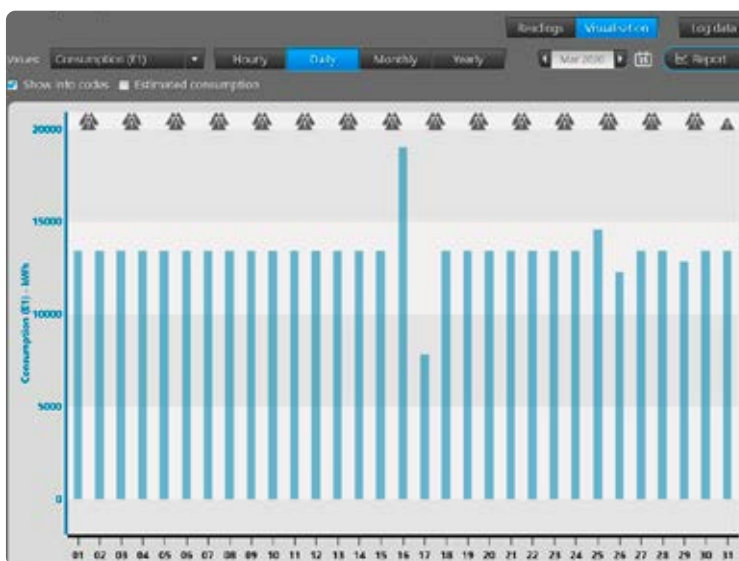 Readings Visualisation Log data
Values: Consumption (E1) Hourly Daily Monthly Yearly Mar 2020 Report
Show info codes Estimated consumption
20000
15000
10000
5000
0
Consumption (E1) - kWh
01 02 03 04 05 06 07 08 09 10 11 12 13 14 15 16 17 18 19 20 21 22 23 24 25 26 27 28 29 30 31